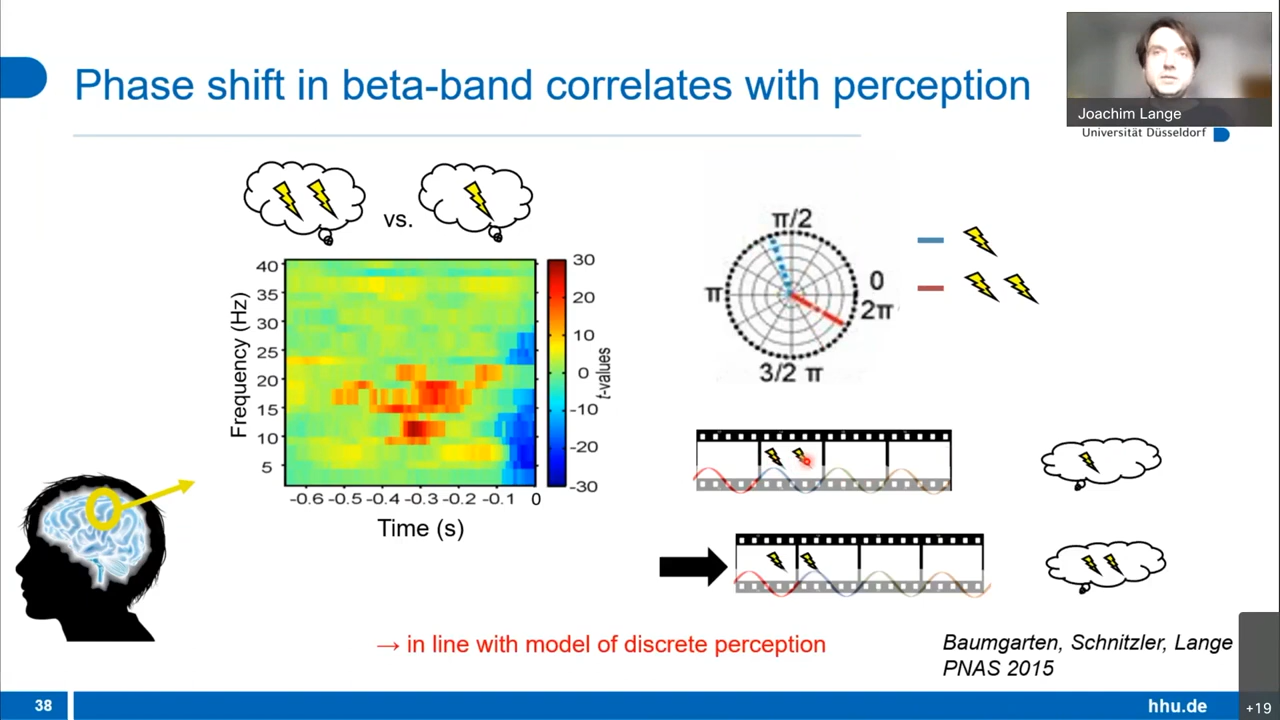 Phase shift in beta-band correlates with perception
Joachim Lange
Universität Düsseldorf
vs.
40
35
30
25
20
15
10
5
Frequency (Hz)
-0.6 -0.5 -0.4 -0.3 -0.2 -0.1 0
Time (s)
30
20
10
0
-10
-20
-30
t-values
π/2
π
0
2π
3/2 π
→ in line with model of discrete perception
Baumgarten, Schnitzler, Lange
PNAS 2015
38
hhu.de
+19